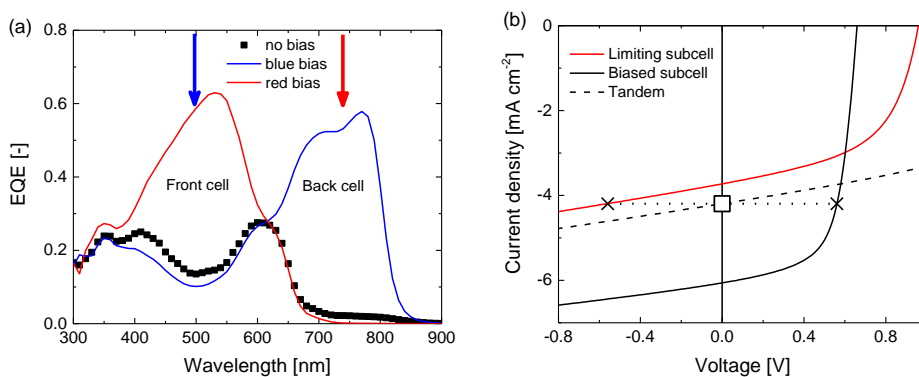 (a)
0.8
0.6
0.4
0.2
0.0
EQE [-]
no bias
blue bias
red bias
Front cell
Back cell
300 400 500 600 700 800 900
Wavelength [nm]
(b)
0
-2
-4
-6
Current density [mA cm-2]
Limiting subcell
Biased subcell
Tandem
-0.8 -0.4 0.0 0.4 0.8
Voltage [V]